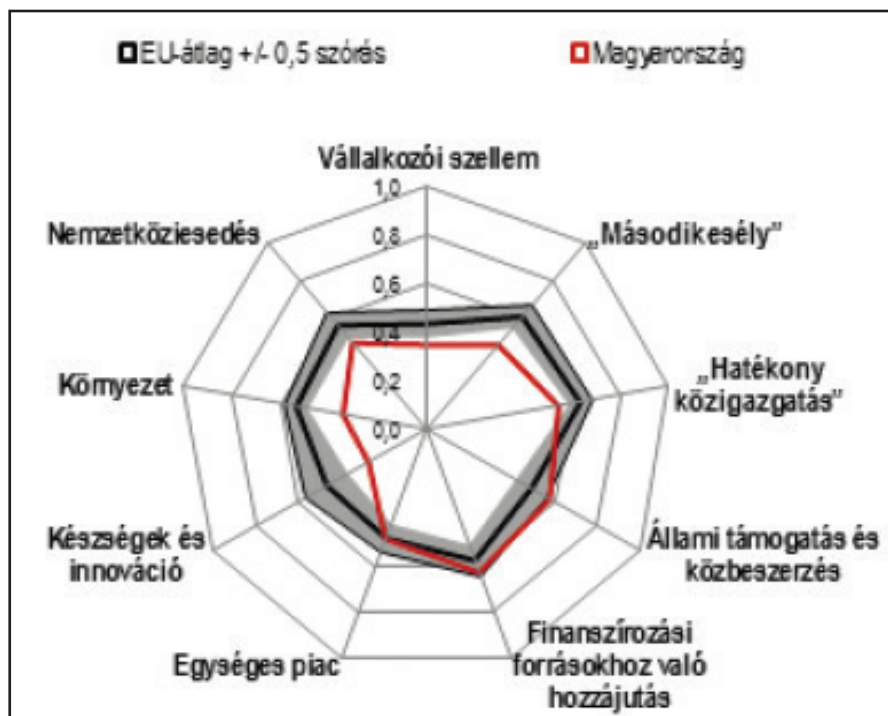 EU-átlag +/- 0,5 szórás
Magyarország
Vállalkozói szellem
1,0
0,8
0,6
0,4
0,2
0,0
„Második esély”
„Hatékony
közigazgatás”
Állami támogatás és
közbeszerzés
Finanszírozási
forrásokhoz való
hozzájutás
Egységes piac
Készségek és
innováció
Környezet
Nemzetköziesedés